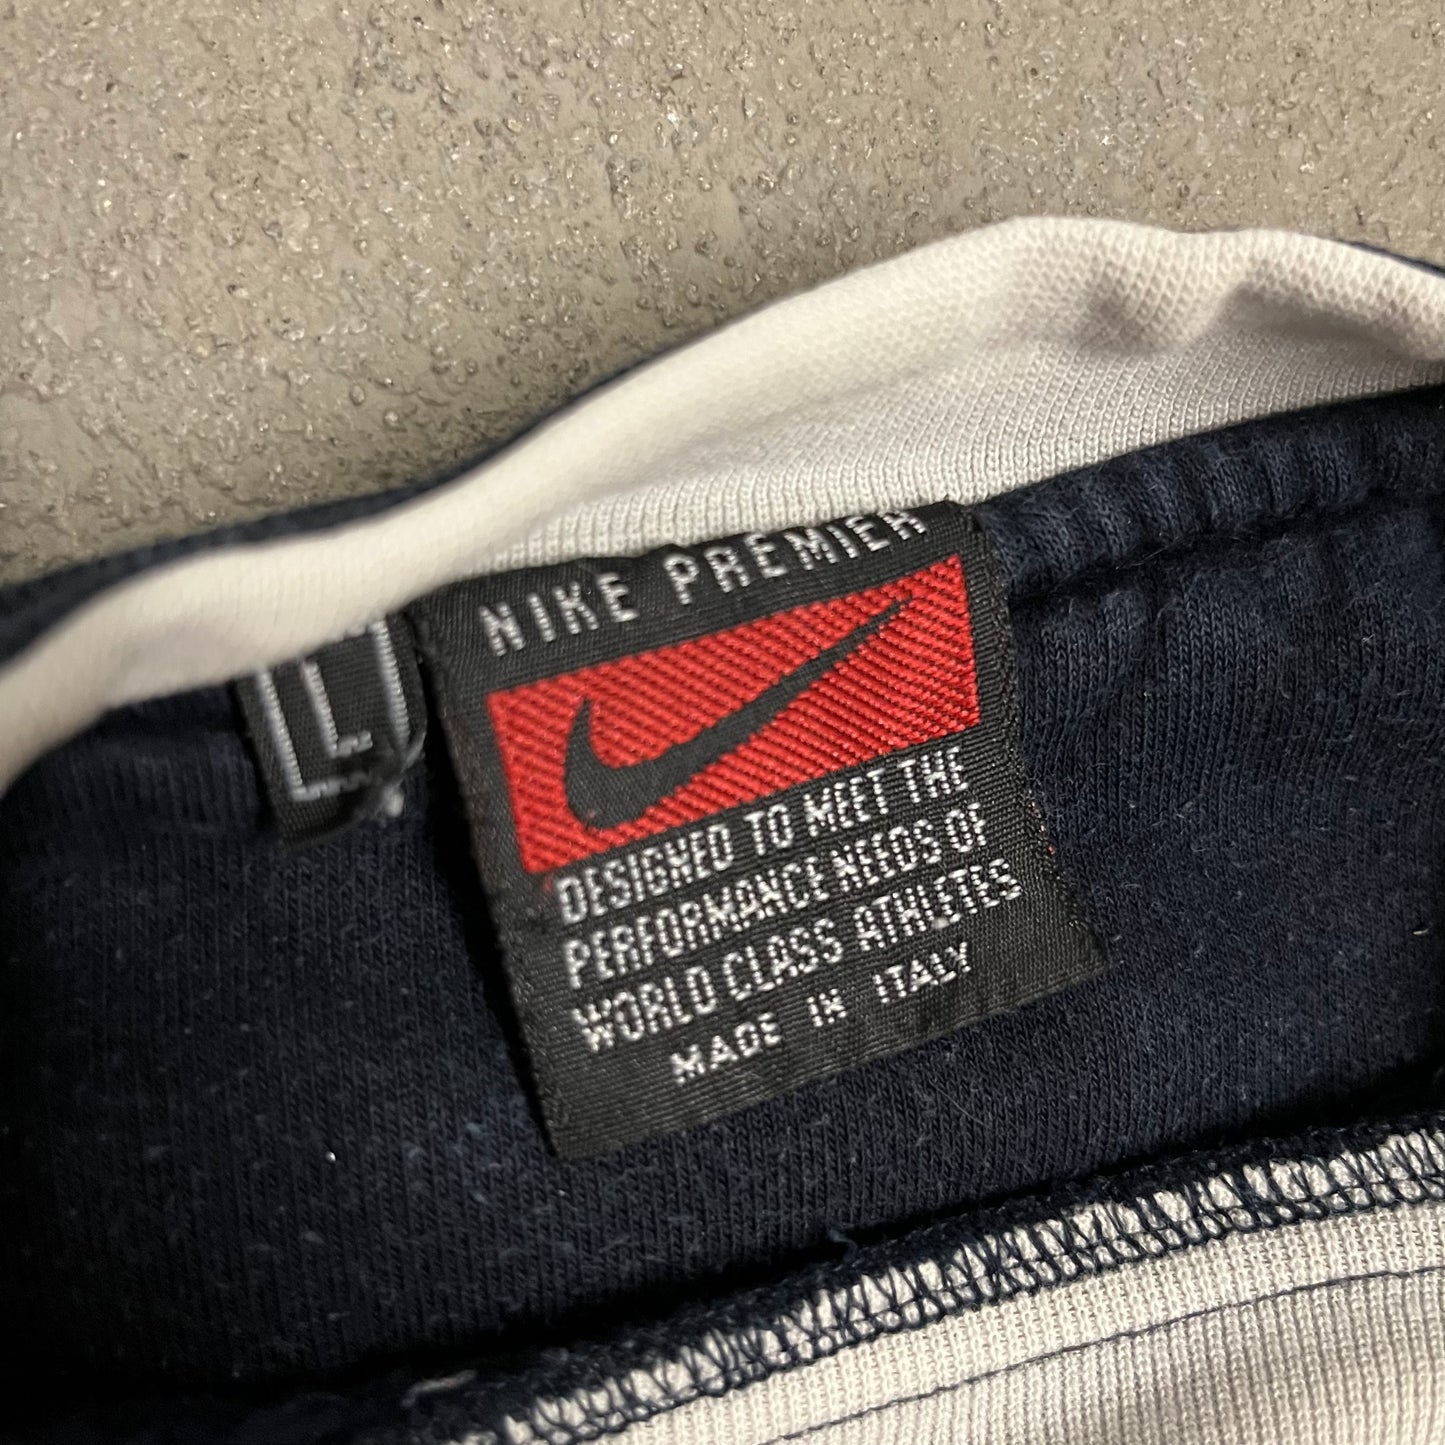 NIKE PREMIER
L
DESIGNED TO MEET THE
PERFORMANCE NEEDS OF
WORLD CLASS ATHLETES
MADE IN ITALY